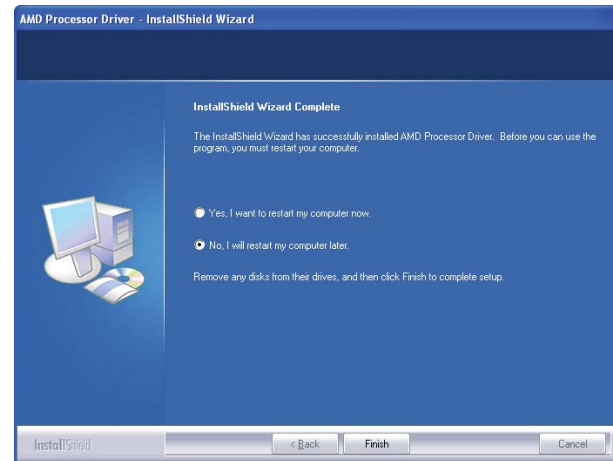 AMD Processor Driver - InstallShield Wizard
InstallShield Wizard Complete
The InstallShield Wizard has successfully installed AMD Processor Driver. Before you can use the
program, you must restart your computer.
Yes, I want to restart my computer now.
No, I will restart my computer later.
Remove any disks from their drives, and then click Finish to complete setup.
InstallShield
< Back
Finish
Cancel